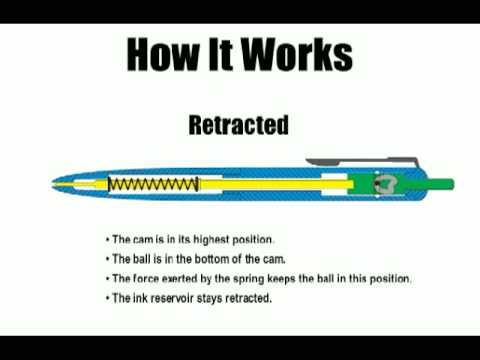 How It Works
Retracted
• The cam is in its highest position.
• The ball is in the bottom of the cam.
• The force exerted by the spring keeps the ball in this position.
• The ink reservoir stays retracted.